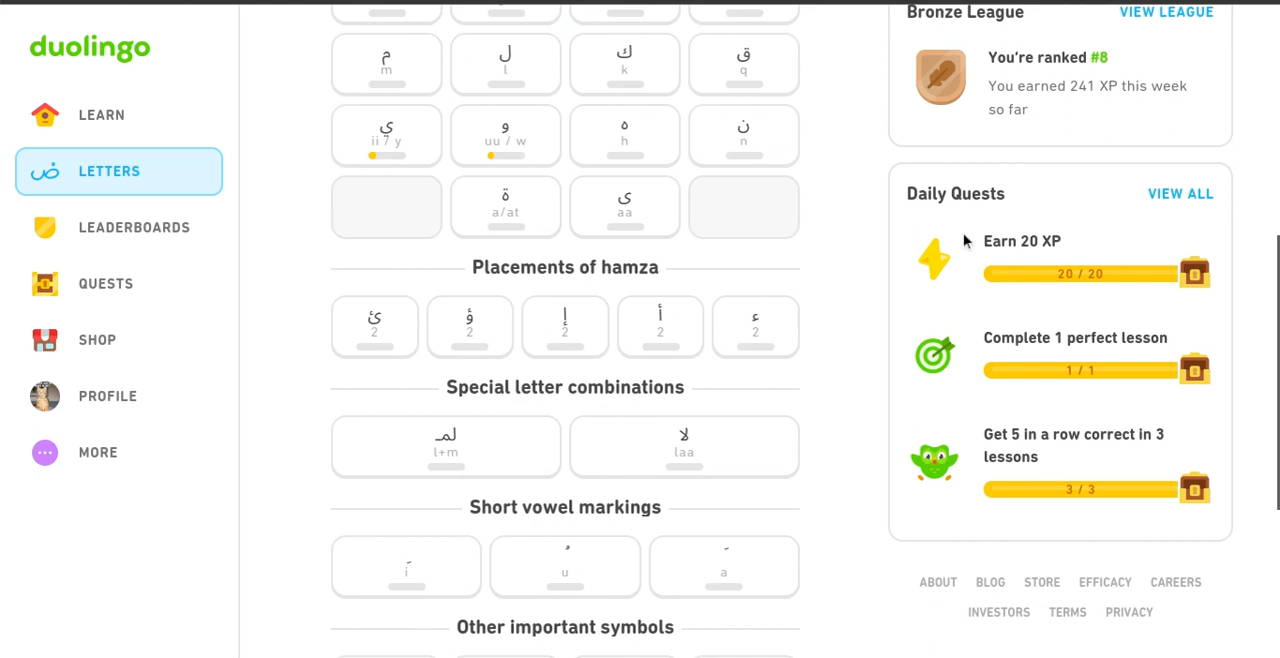 duolingo
LEARN
LETTERS
LEADERBOARDS
QUESTS
SHOP
PROFILE
MORE
م ل ك ق
m l k q
ي و ه ن
ii / y uu / w h n
ة ى
a/at aa
Placements of hamza
ئ ؤ إ أ ء
2 2 2 2 2
Special letter combinations
لمـ لا
l+m laa
Short vowel markings
i u a
Other important symbols
Bronze League VIEW LEAGUE
You're ranked #8
You earned 241 XP this week
so far
Daily Quests VIEW ALL
Earn 20 XP
20 / 20
Complete 1 perfect lesson
1 / 1
Get 5 in a row correct in 3
lessons
3 / 3
ABOUT BLOG STORE EFFICACY CAREERS
INVESTORS TERMS PRIVACY